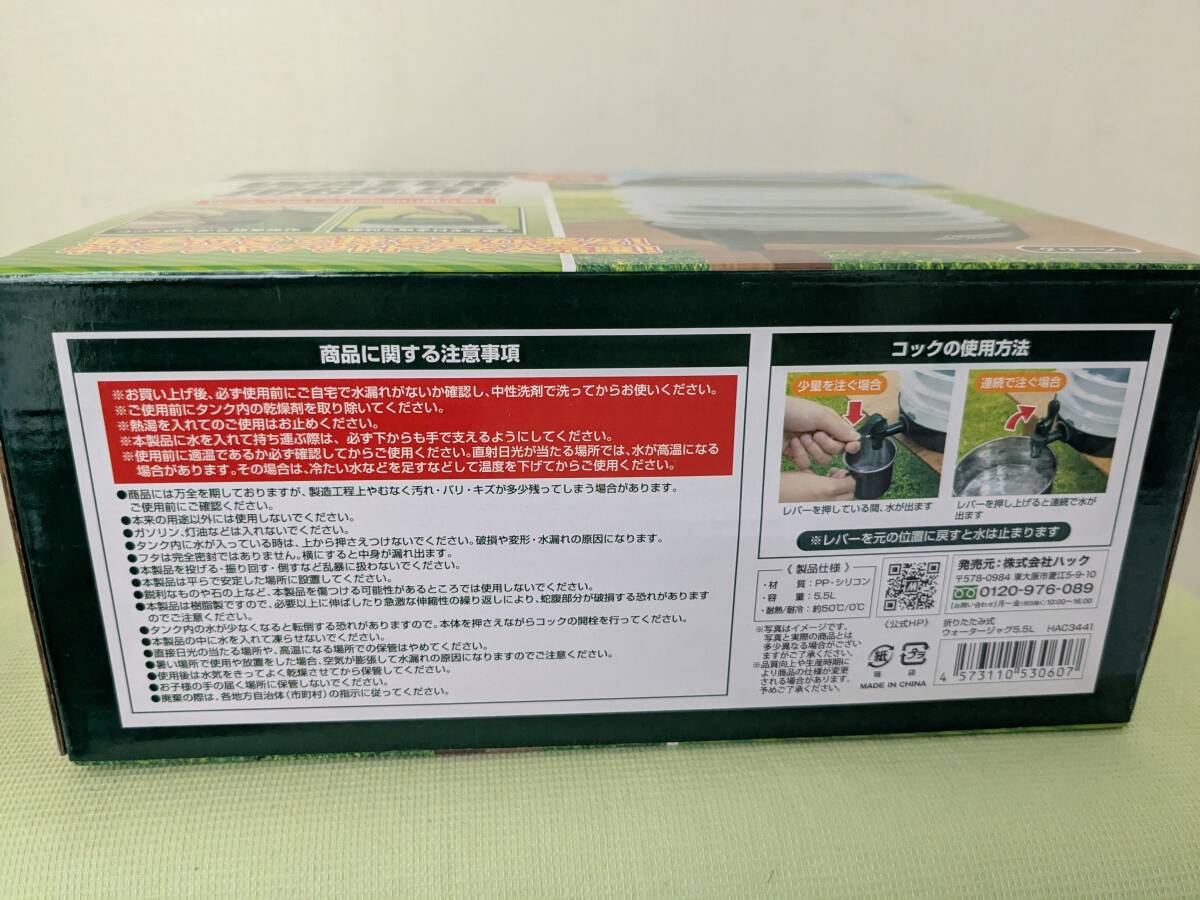 商品に関する注意事項
※お買い上げ後、必ず使用前にご自宅で水漏れがないか確認し、中性洗剤で洗ってからお使いください。
※ご使用前にタンク内の乾燥剤を取り除いてください。
※熱湯を入れてのご使用はお止めください。
※本製品に水を入れて持ち運ぶ際は、必ず下からも手で支えるようにしてください。
※使用前に適温であるか必ず確認してからご使用ください。直射日光が当たる場所では、水が高温になる
場合があります。その場合は、冷たい水などを足すなどして温度を下げてからご使用ください。
●商品には万全を期しておりますが、製造工程上やむなく汚れ・バリ・キズが多少残ってしまう場合があります。
ご使用前にご確認ください。
●本来の用途以外には使用しないでください。
●ガソリン、灯油などは入れないでください。
●タンク内に水が入っている時は、上から押さえつけないでください。破損や変形・水漏れの原因になります。
●フタは完全密封ではありません。横にすると中身が漏れ出ます。
●本製品を投げる・振り回す・倒すなど乱暴に扱わないでください。
●本製品は平らで安定した場所に設置してください。
●鋭利なものや石の上など、本製品を傷つける可能性があるところでは使用しないでください。
●本製品は樹脂製ですので、必要以上に伸ばしたり急激な伸縮性の繰り返しにより、蛇腹部分が破損する恐れがあります
のでご注意ください。
●タンク内の水が少なくなると転倒する恐れがありますので、本体を押さえながらコックの開栓を行ってください。
●本製品の中に水を入れて凍らせないでください。
●直接日光の当たる場所や、高温になる場所での保管はやめてください。
●暑い場所で使用や放置をした場合、空気が膨張して水漏れの原因になりますのでご注意ください。
●使用後は水気をきってよく乾燥させてから保管してください。
●お子様の手の届く場所に保管しないでください。
●廃棄の際は、各地方自治体(市町村)の指示に従ってください。
コックの使用方法
少量を注ぐ場合
連続で注ぐ場合
レバーを押している間、水が出ます
レバーを押し上げると連続で水が
出ます
※レバーを元の位置に戻すと水は止まります
《製品仕様》
・材 質:PP・シリコン
・容 量:5.5L
・耐熱/耐冷:約50℃/0℃
※写真はイメージです。
写真と実際の商品とは
多少異なる場合がござい
ますがご了承ください。
※品質向上や生産時期に
より商品の仕様が変更
される場合があります。
予めご了承ください。
《公式HP》
紙
箱
プラ
袋
MADE IN CHINA
発売元:株式会社ハック
〒578-0984 東大阪市菱江5-9-10
0120-976-089
[お問い合わせ]月~金(祝日除く)10:00~16:00
折りたたみ式
ウォータージャグ5.5L HAC3441
4 573110 530607